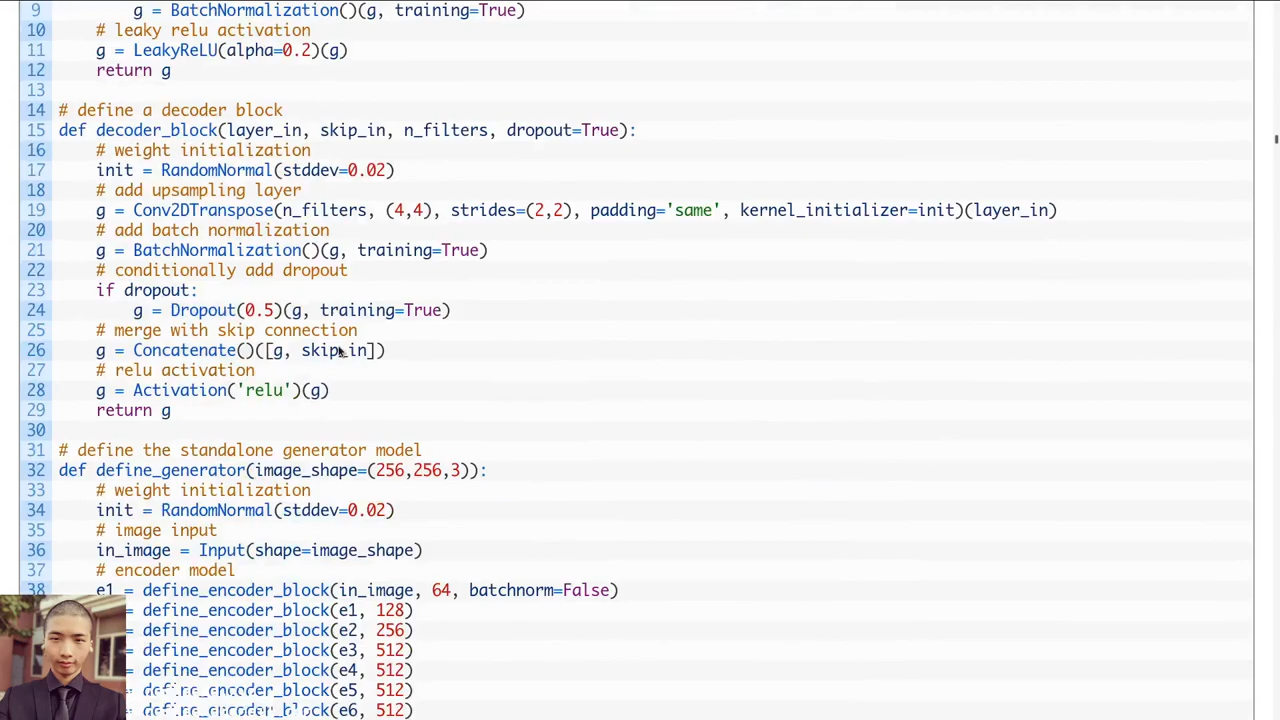 9 g = BatchNormalization()(g, training=True)
10 # leaky relu activation
11 g = LeakyReLU(alpha=0.2)(g)
12 return g
13
14 # define a decoder block
15 def decoder_block(layer_in, skip_in, n_filters, dropout=True):
16 # weight initialization
17 init = RandomNormal(stddev=0.02)
18 # add upsampling layer
19 g = Conv2DTranspose(n_filters, (4,4), strides=(2,2), padding='same', kernel_initializer=init)(layer_in)
20 # add batch normalization
21 g = BatchNormalization()(g, training=True)
22 # conditionally add dropout
23 if dropout:
24 g = Dropout(0.5)(g, training=True)
25 # merge with skip connection
26 g = Concatenate()([g, skip_in])
27 # relu activation
28 g = Activation('relu')(g)
29 return g
30
31 # define the standalone generator model
32 def define_generator(image_shape=(256,256,3)):
33 # weight initialization
34 init = RandomNormal(stddev=0.02)
35 # image input
36 in_image = Input(shape=image_shape)
37 # encoder model
38 e1 = define_encoder_block(in_image, 64, batchnorm=False)
= define_encoder_block(e1, 128)
= define_encoder_block(e2, 256)
= define_encoder_block(e3, 512)
= define_encoder_block(e4, 512)
= define_encoder_block(e5, 512)
= define_encoder_block(e6, 512)